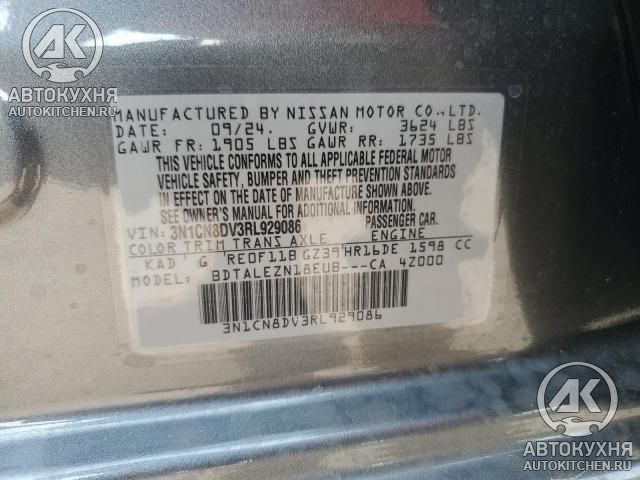 АВТОКУХНЯ
AUTOKITCHEN.RU
MANUFACTURED BY NISSAN MOTOR CO.,LTD.
DATE: 09/24. GVWR: 3624 LBS
GAWR FR: 1905 LBS GAWR RR: 1735 LBS
THIS VEHICLE CONFORMS TO ALL APPLICABLE FEDERAL MOTOR
VEHICLE SAFETY, BUMPER AND THEFT PREVENTION STANDARDS
IN EFFECT ON THE DATE OF MANUFACTURE SHOWN ABOVE.
SEE OWNER'S MANUAL FOR ADDITIONAL INFORMATION.
VIN: 3N1CN8DV3RL929086 PASSENGER CAR.
COLOR TRIM TRANS AXLE ENGINE
KAD G RE0F11B GZ39 HR16DE 1598 CC
MODEL: BDTALEZN18EUB---CA 4Z000
3N1CN8DV3RL929086
АК
АВТОКУХНЯ
AUTOKITCHEN.RU